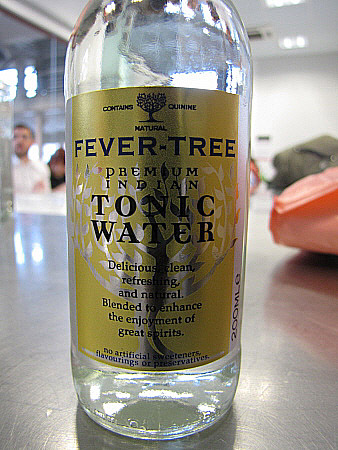 CONTAINS QUININE
NATURAL
FEVER-TREE
PREMIUM
INDIAN
TONIC
WATER
Delicious, clean,
refreshing,
and natural.
Blended to enhance
the enjoyment of
great spirits.
no artificial sweeteners,
flavourings or preservatives.
200ML℮